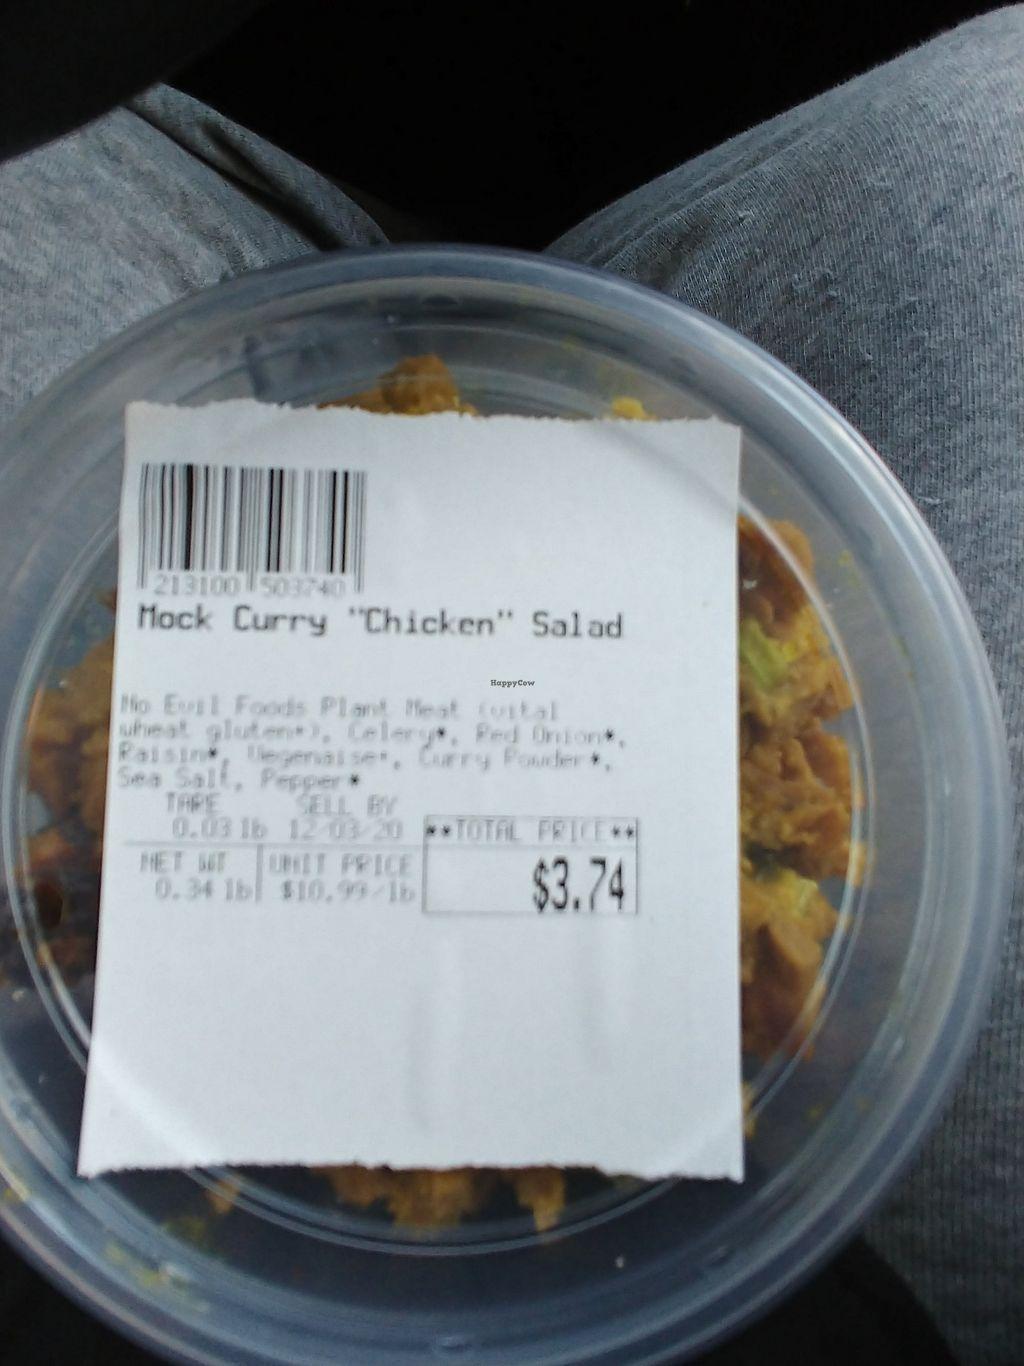 213100 503740
Mock Curry "Chicken" Salad
HappyCow
No Evil Foods Plant Meat (vital
wheat gluten*), Celery*, Red Onion*,
Raisin*, Vegenaise*, Curry Powder*,
Sea Salt, Pepper*
TARE SELL BY
0.03 lb 12/03/20 **TOTAL PRICE**
NET WT UNIT PRICE
0.34 lb $10.99/lb $3.74